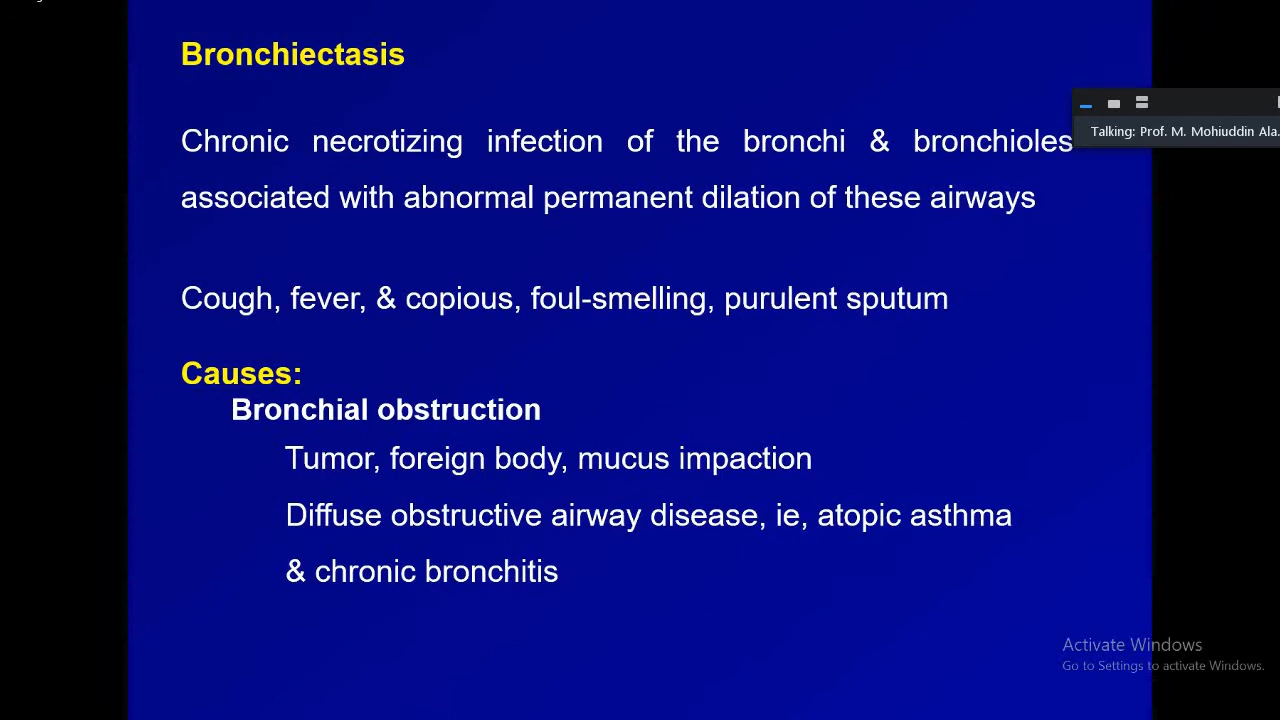 Bronchiectasis
Chronic necrotizing infection of the bronchi & bronchioles
Talking: Prof. M. Mohiuddin Ala...
associated with abnormal permanent dilation of these airways
Cough, fever, & copious, foul-smelling, purulent sputum
Causes:
Bronchial obstruction
Tumor, foreign body, mucus impaction
Diffuse obstructive airway disease, ie, atopic asthma
& chronic bronchitis
Activate Windows
Go to Settings to activate Windows.